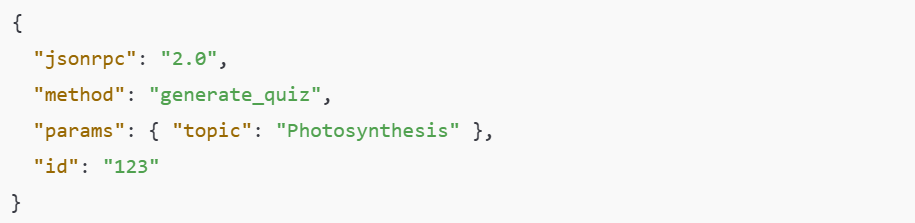 {
  "jsonrpc": "2.0",
  "method": "generate_quiz",
  "params": { "topic": "Photosynthesis" },
  "id": "123"
}